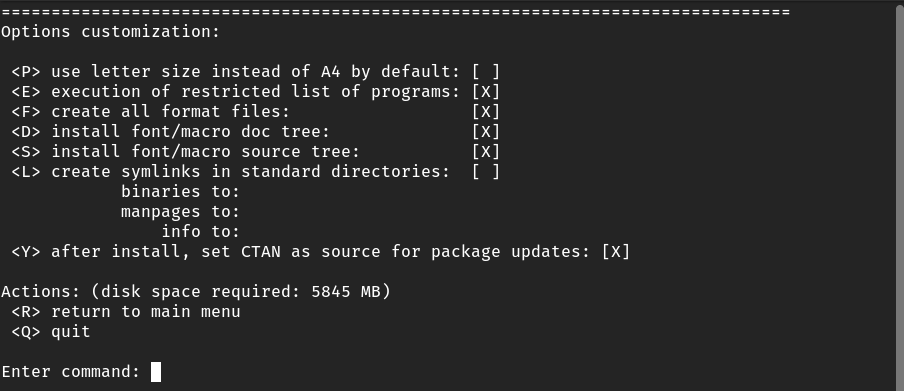 ===============================================================================
Options customization:

 <P> use letter size instead of A4 by default: [ ]
 <E> execution of restricted list of programs: [X]
 <F> create all format files:                  [X]
 <D> install font/macro doc tree:              [X]
 <S> install font/macro source tree:           [X]
 <L> create symlinks in standard directories:  [ ]
            binaries to:
            manpages to:
                info to:
 <Y> after install, set CTAN as source for package updates: [X]

Actions: (disk space required: 5845 MB)
 <R> return to main menu
 <Q> quit

Enter command: